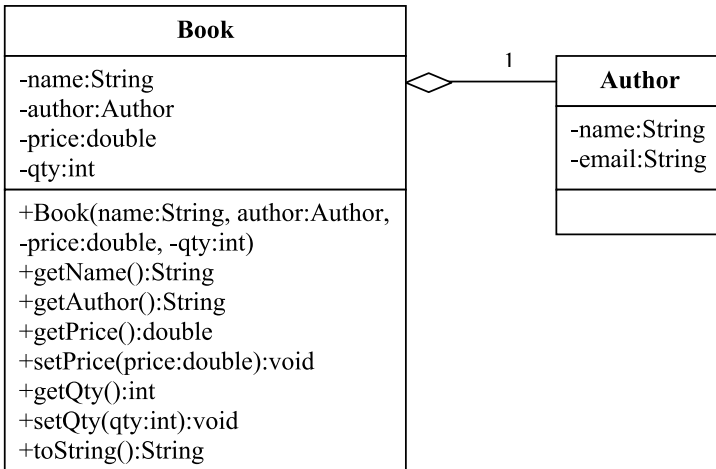 Book
-name:String
-author:Author
-price:double
-qty:int
+Book(name:String, author:Author,
-price:double, -qty:int)
+getName():String
+getAuthor():String
+getPrice():double
+setPrice(price:double):void
+getQty():int
+setQty(qty:int):void
+toString():String
1
Author
-name:String
-email:String